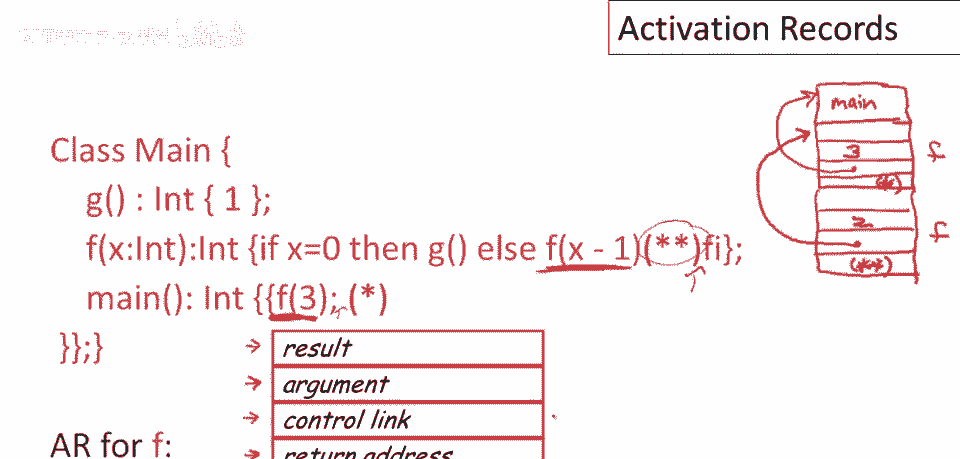 Activation Records
main
Class Main {
3
f
(*)
g() : Int { 1 };
2
f
f(x:Int):Int {if x=0 then g() else f(x - 1)(**)fi};
(**)
main(): Int {{f(3); (*)
}};}
result
argument
control link
AR for f:
return address